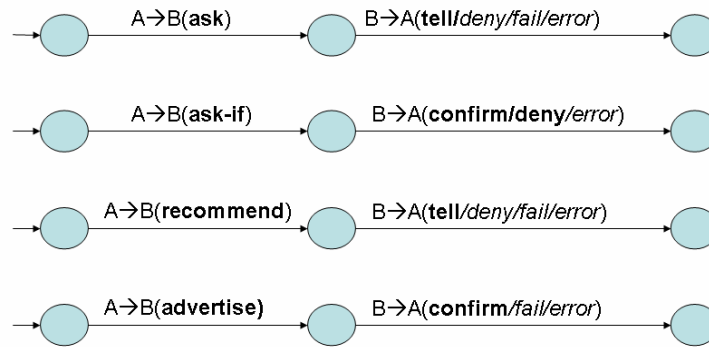 A→B(ask) B→A(tell/deny/fail/error)
A→B(ask-if) B→A(confirm/deny/error)
A→B(recommend) B→A(tell/deny/fail/error)
A→B(advertise) B→A(confirm/fail/error)